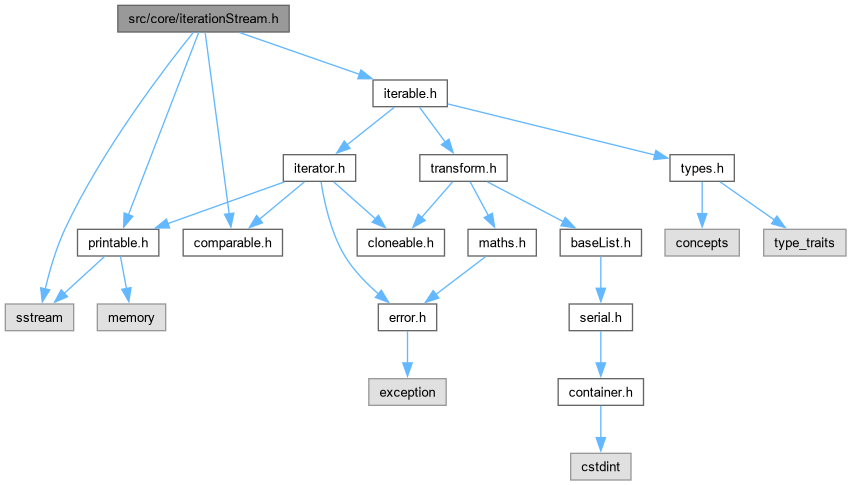 src/core/iterationStream.h
iterable.h
iterator.h
transform.h
types.h
printable.h
comparable.h
cloneable.h
maths.h
baseList.h
concepts
type_traits
sstream
memory
error.h
serial.h
exception
container.h
cstdint